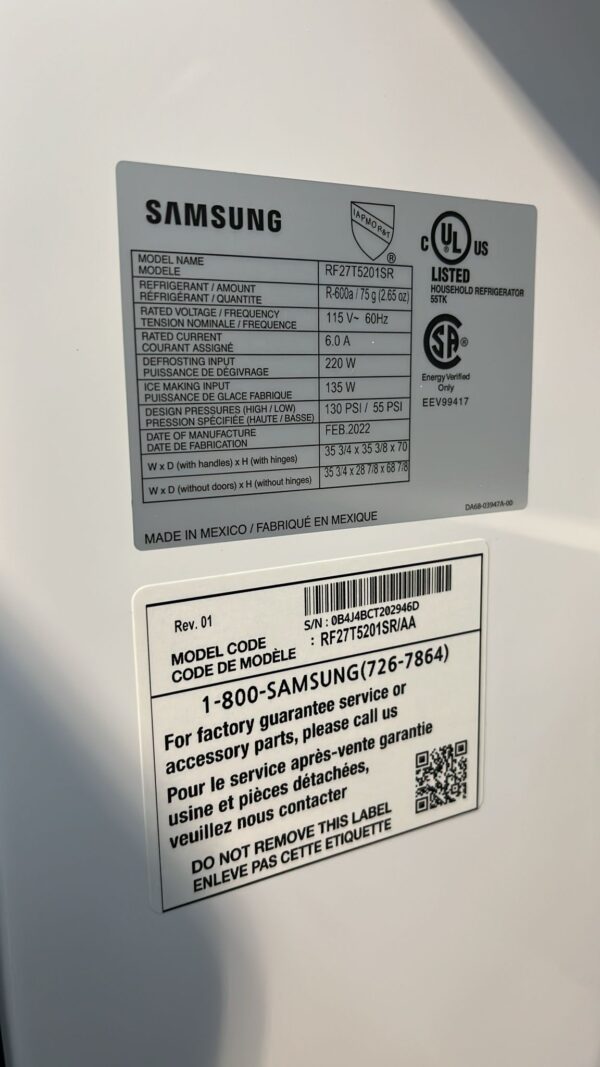 SAMSUNG
IAPMO R&T
®
C UL US
LISTED
HOUSEHOLD REFRIGERATOR
55TK
SA ®
Energy Verified
Only
EEV99417
MODEL NAME
MODELE
RF27T5201SR
REFRIGERANT / AMOUNT
RÉFRIGÉRANT / QUANTITE
R-600a / 75 g (2.65 oz)
RATED VOLTAGE / FREQUENCY
TENSION NOMINALE / FREQUENCE
115 V~ 60Hz
RATED CURRENT
COURANT ASSIGNÉ
6.0 A
DEFROSTING INPUT
PUISSANCE DE DÉGIVRAGE
220 W
ICE MAKING INPUT
PUISSANCE DE GLACE FABRIQUE
135 W
DESIGN PRESSURES (HIGH / LOW)
PRESSION SPÉCIFIÉE (HAUTE / BASSE)
130 PSI / 55 PSI
DATE OF MANUFACTURE
DATE DE FABRICATION
FEB.2022
W x D (with handles) x H (with hinges)
35 3/4 x 35 3/8 x 70
W x D (without doors) x H (without hinges)
35 3/4 x 28 7/8 x 68 7/8
MADE IN MEXICO / FABRIQUÉ EN MEXIQUE
DA68-03947A-00
Rev. 01
S/N : 0B4J4BCT202946D
MODEL CODE
CODE DE MODÈLE
: RF27T5201SR/AA
1-800-SAMSUNG(726-7864)
For factory guarantee service or
accessory parts, please call us
Pour le service après-vente garantie
usine et pièces détachées,
veuillez nous contacter
DO NOT REMOVE THIS LABEL
ENLEVE PAS CETTE ETIQUETTE